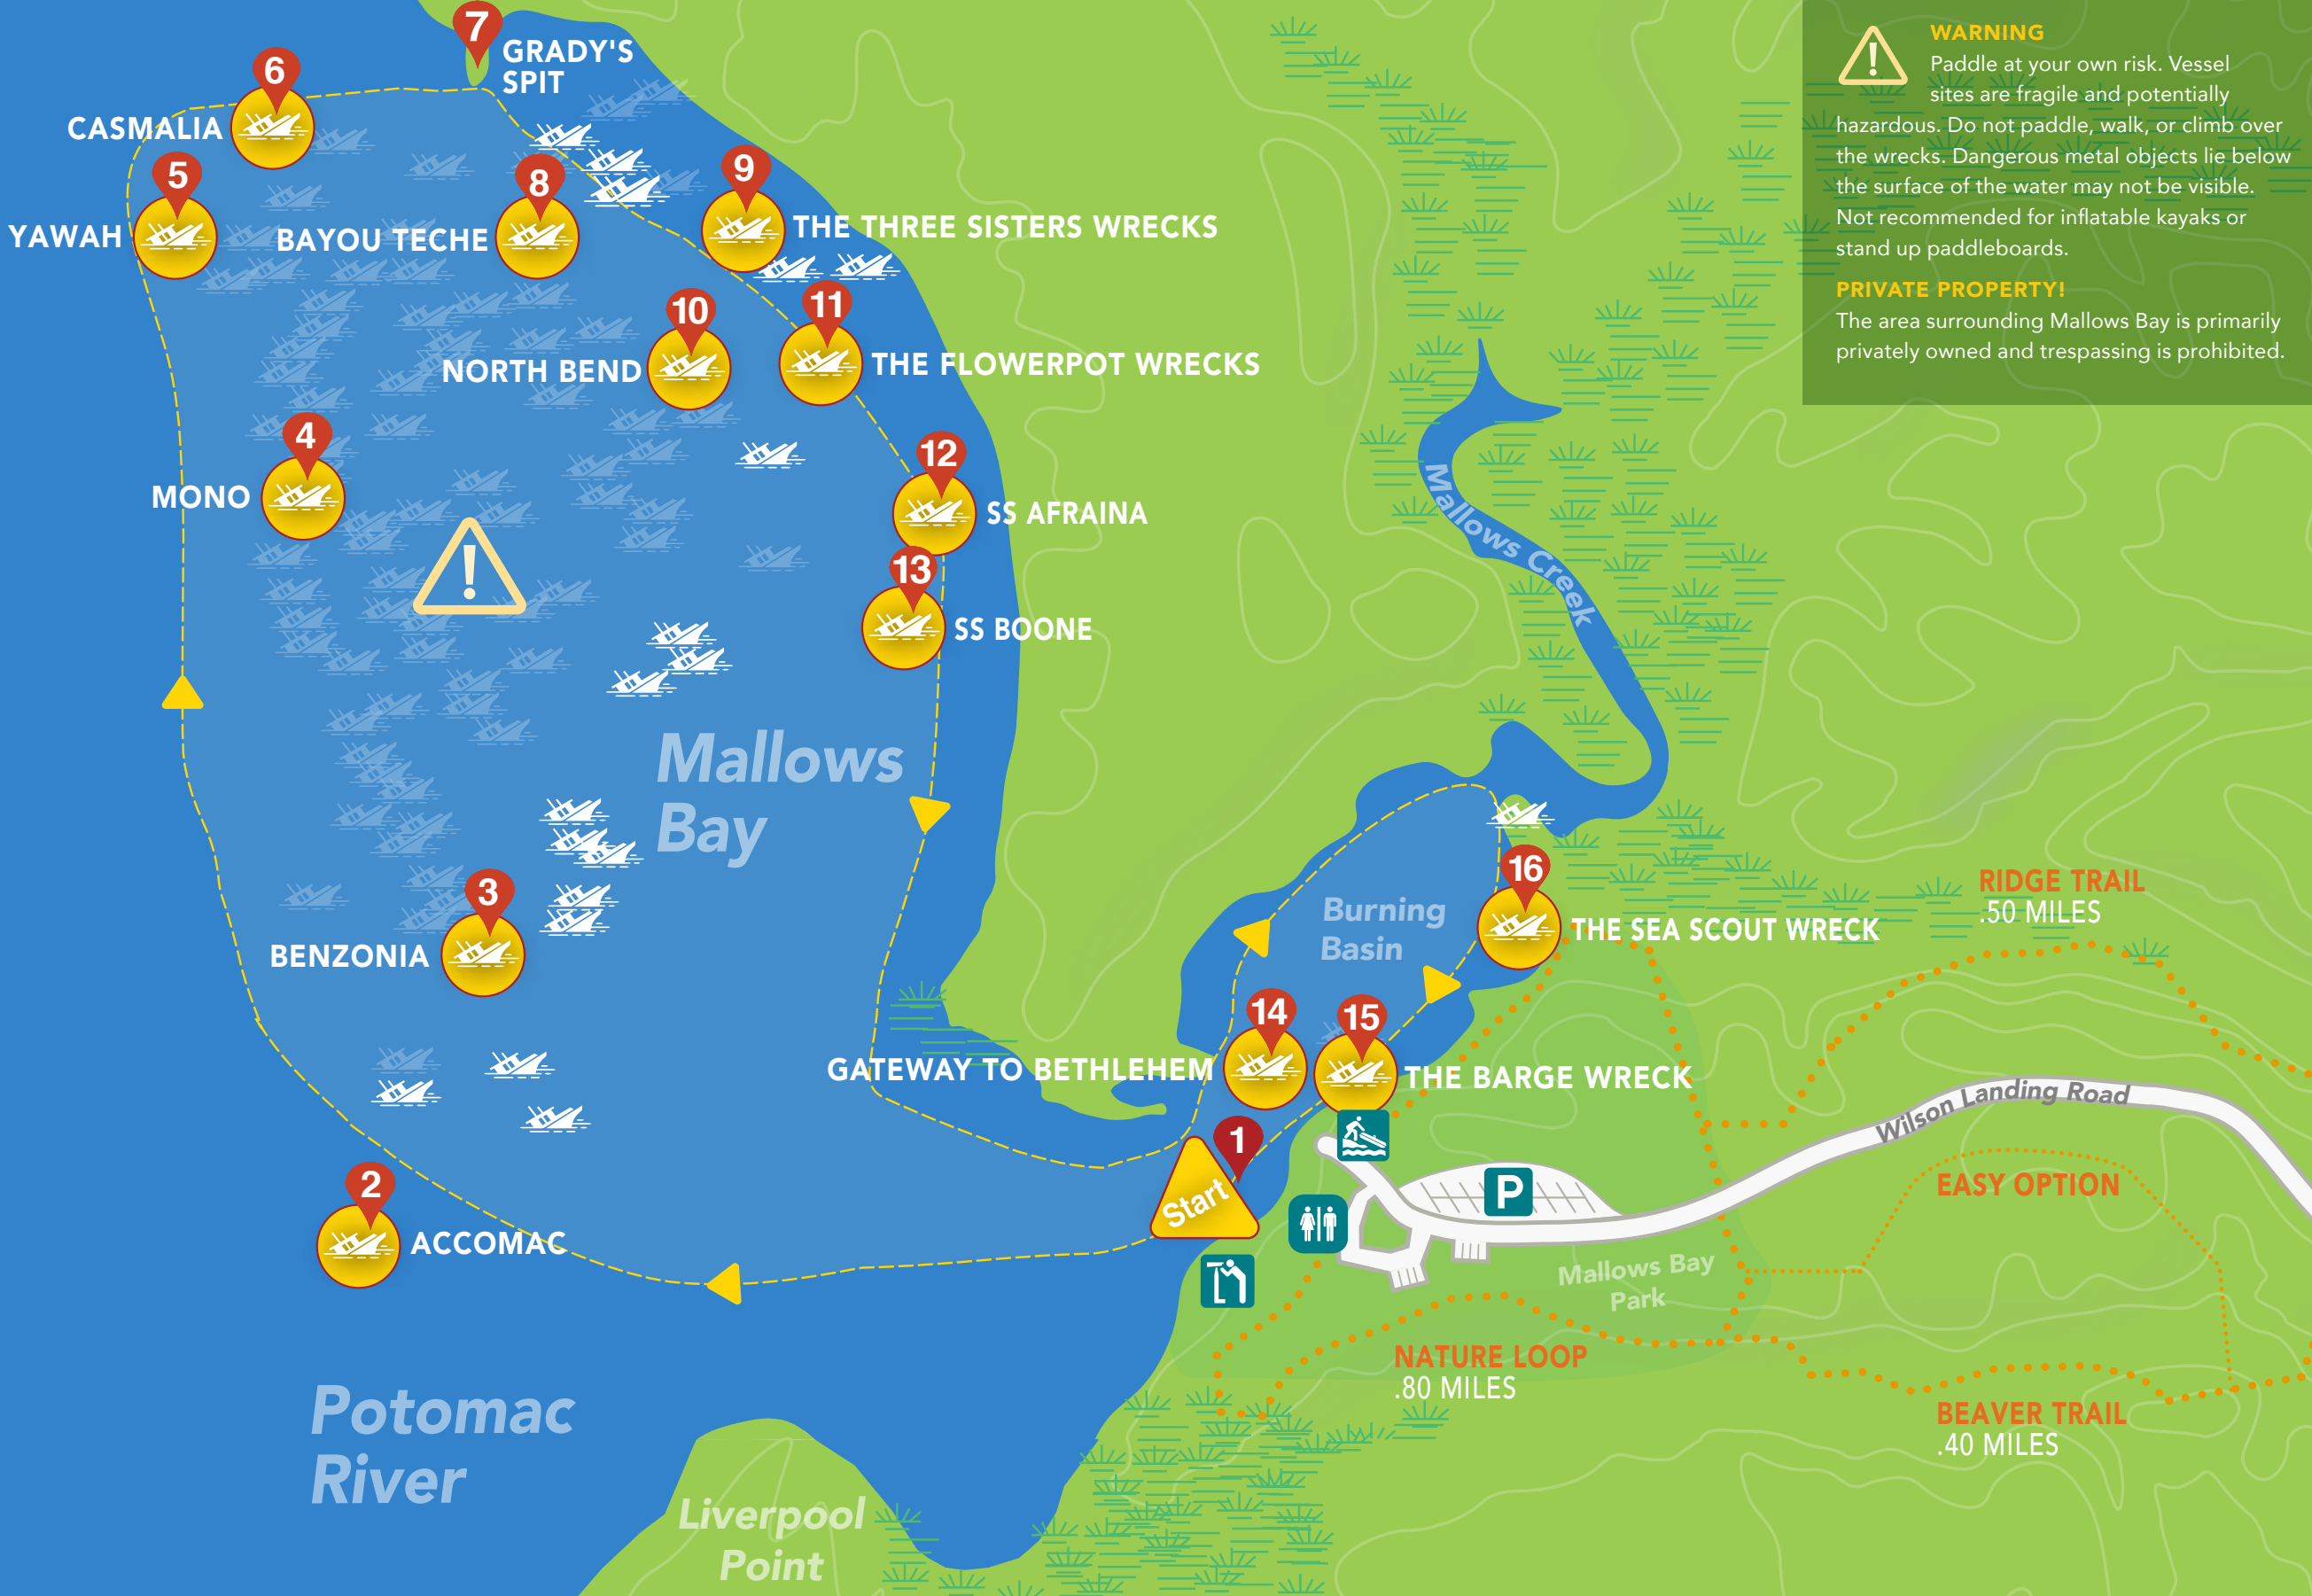 7
GRADY'S
SPIT
6
CASMALIA
5
YAWAH
8
BAYOU TECHE
9
THE THREE SISTERS WRECKS
10
NORTH BEND
11
THE FLOWERPOT WRECKS
4
MONO
12
SS AFRAINA
13
SS BOONE
Mallows
Bay
3
BENZONIA
2
ACCOMAC
Potomac
River
Liverpool
Point
Mallows Creek
Burning
Basin
16
THE SEA SCOUT WRECK
14
GATEWAY TO BETHLEHEM
15
THE BARGE WRECK
1
Start
P
Wilson Landing Road
Mallows Bay
Park
RIDGE TRAIL
.50 MILES
EASY OPTION
NATURE LOOP
.80 MILES
BEAVER TRAIL
.40 MILES
!
!
WARNING
Paddle at your own risk. Vessel
sites are fragile and potentially
hazardous. Do not paddle, walk, or climb over
the wrecks. Dangerous metal objects lie below
the surface of the water may not be visible.
Not recommended for inflatable kayaks or
stand up paddleboards.
PRIVATE PROPERTY!
The area surrounding Mallows Bay is primarily
privately owned and trespassing is prohibited.